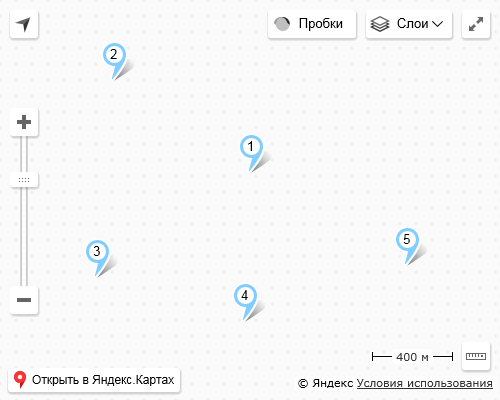 Пробки
Слои
2
1
5
3
4
400 м
Открыть в Яндекс.Картах
© Яндекс Условия использования